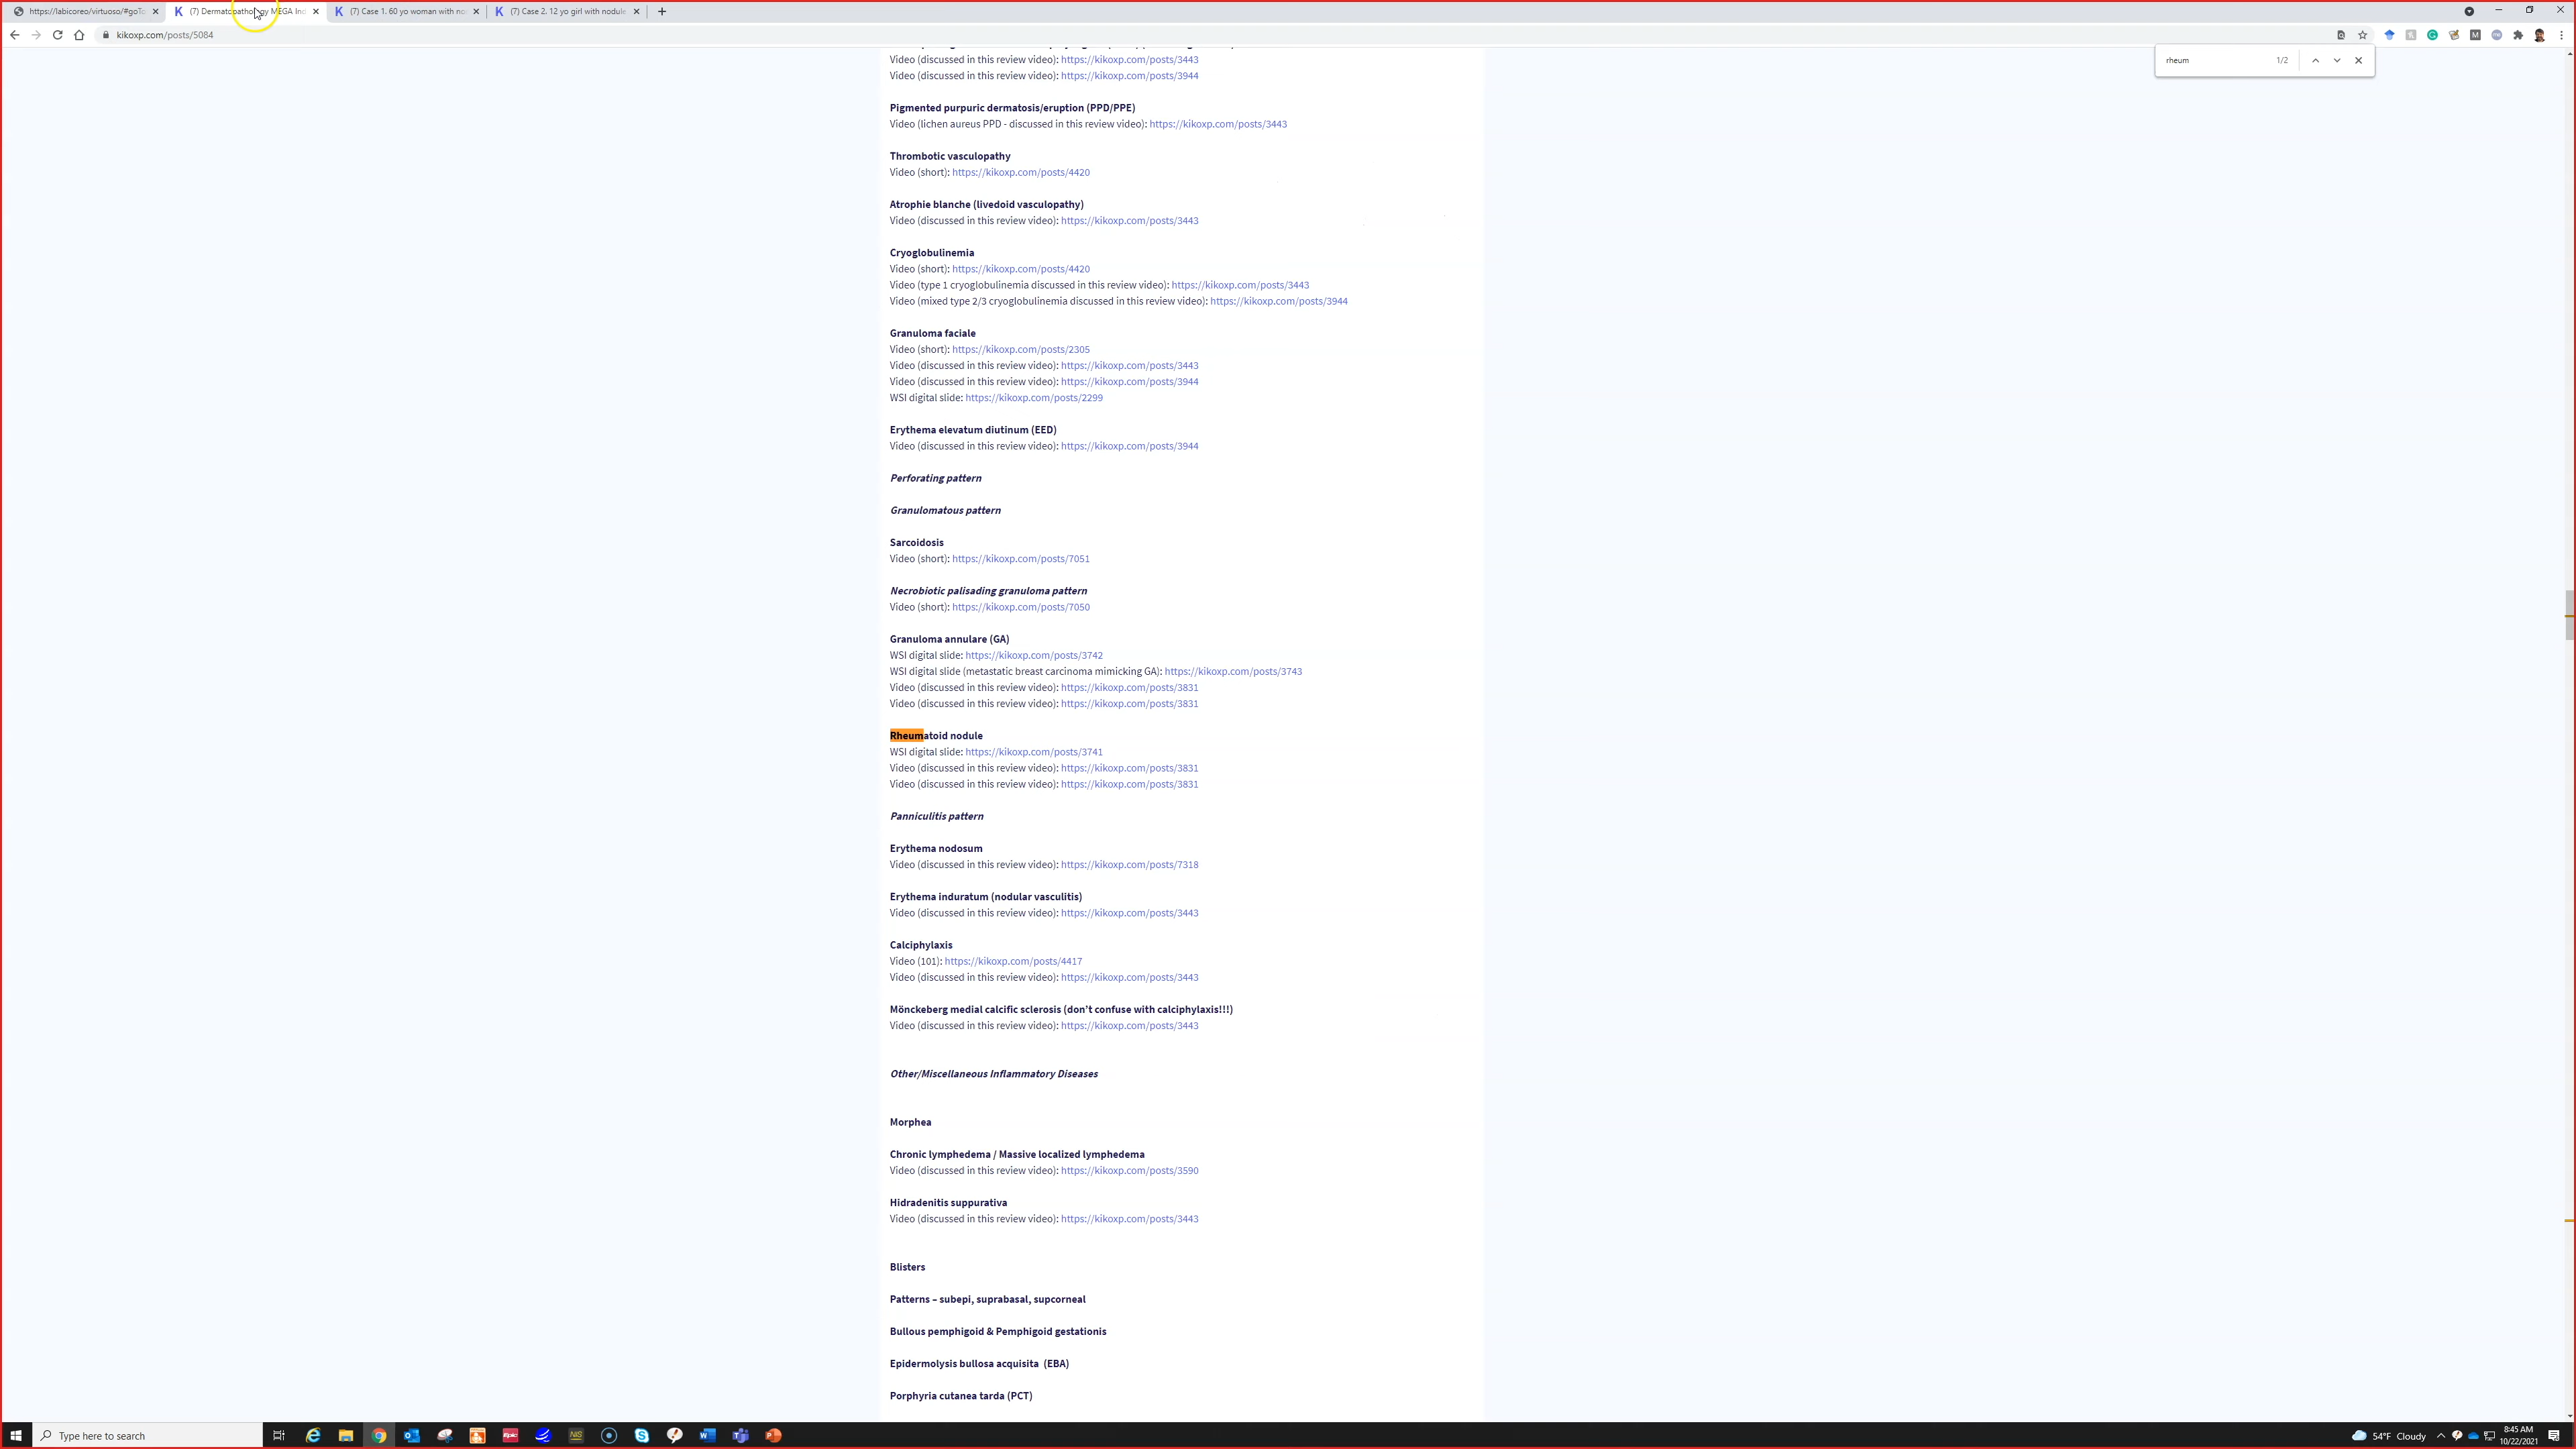 https://labicoreo/virtuoso/#goTo
(7) Dermatopathology MEGA Ind
(7) Case 1. 60 yo woman with no
(7) Case 2. 12 yo girl with nodule
kikoxp.com/posts/5084
rheum 1/2
Video (discussed in this review video): https://kikoxp.com/posts/3443
Video (discussed in this review video): https://kikoxp.com/posts/3944
Pigmented purpuric dermatosis/eruption (PPD/PPE)
Video (lichen aureus PPD - discussed in this review video): https://kikoxp.com/posts/3443
Thrombotic vasculopathy
Video (short): https://kikoxp.com/posts/4420
Atrophie blanche (livedoid vasculopathy)
Video (discussed in this review video): https://kikoxp.com/posts/3443
Cryoglobulinemia
Video (short): https://kikoxp.com/posts/4420
Video (type 1 cryoglobulinemia discussed in this review video): https://kikoxp.com/posts/3443
Video (mixed type 2/3 cryoglobulinemia discussed in this review video): https://kikoxp.com/posts/3944
Granuloma faciale
Video (short): https://kikoxp.com/posts/2305
Video (discussed in this review video): https://kikoxp.com/posts/3443
Video (discussed in this review video): https://kikoxp.com/posts/3944
WSI digital slide: https://kikoxp.com/posts/2299
Erythema elevatum diutinum (EED)
Video (discussed in this review video): https://kikoxp.com/posts/3944
Perforating pattern
Granulomatous pattern
Sarcoidosis
Video (short): https://kikoxp.com/posts/7051
Necrobiotic palisading granuloma pattern
Video (short): https://kikoxp.com/posts/7050
Granuloma annulare (GA)
WSI digital slide: https://kikoxp.com/posts/3742
WSI digital slide (metastatic breast carcinoma mimicking GA): https://kikoxp.com/posts/3743
Video (discussed in this review video): https://kikoxp.com/posts/3831
Video (discussed in this review video): https://kikoxp.com/posts/3831
Rheumatoid nodule
WSI digital slide: https://kikoxp.com/posts/3741
Video (discussed in this review video): https://kikoxp.com/posts/3831
Video (discussed in this review video): https://kikoxp.com/posts/3831
Panniculitis pattern
Erythema nodosum
Video (discussed in this review video): https://kikoxp.com/posts/7318
Erythema induratum (nodular vasculitis)
Video (discussed in this review video): https://kikoxp.com/posts/3443
Calciphylaxis
Video (101): https://kikoxp.com/posts/4417
Video (discussed in this review video): https://kikoxp.com/posts/3443
Mönckeberg medial calcific sclerosis (don't confuse with calciphylaxis!!!)
Video (discussed in this review video): https://kikoxp.com/posts/3443
Other/Miscellaneous Inflammatory Diseases
Morphea
Chronic lymphedema / Massive localized lymphedema
Video (discussed in this review video): https://kikoxp.com/posts/3590
Hidradenitis suppurativa
Video (discussed in this review video): https://kikoxp.com/posts/3443
Blisters
Patterns – subepi, suprabasal, supcorneal
Bullous pemphigoid & Pemphigoid gestationis
Epidermolysis bullosa acquisita (EBA)
Porphyria cutanea tarda (PCT)
Type here to search
54°F Cloudy
8:45 AM
10/22/2021